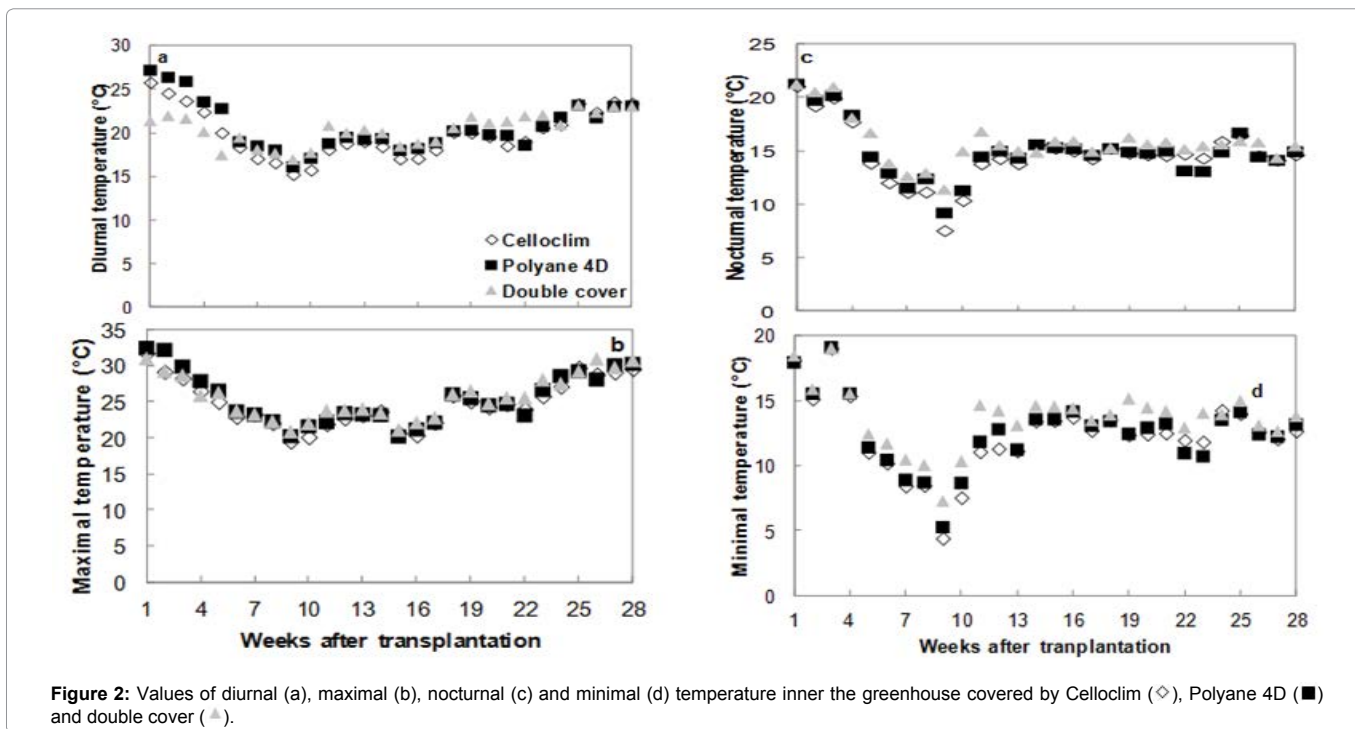 30
25
20
15
10
5
0
Diurnal temperature (°C)
a
Celloclim
Polyane 4D
Double cover
35
30
25
20
15
10
5
0
Maximal temperature (°C)
b
1 4 7 10 13 16 19 22 25 28
Weeks after transplantation
25
20
15
10
5
0
Noctumal temperature (°C)
c
20
15
10
5
0
Minimal temperature (°C)
d
1 4 7 10 13 16 19 22 25 28
Weeks after tranplantation
Figure 2: Values of diurnal (a), maximal (b), nocturnal (c) and minimal (d) temperature inner the greenhouse covered by Celloclim (◇), Polyane 4D (■)
and double cover (▲).